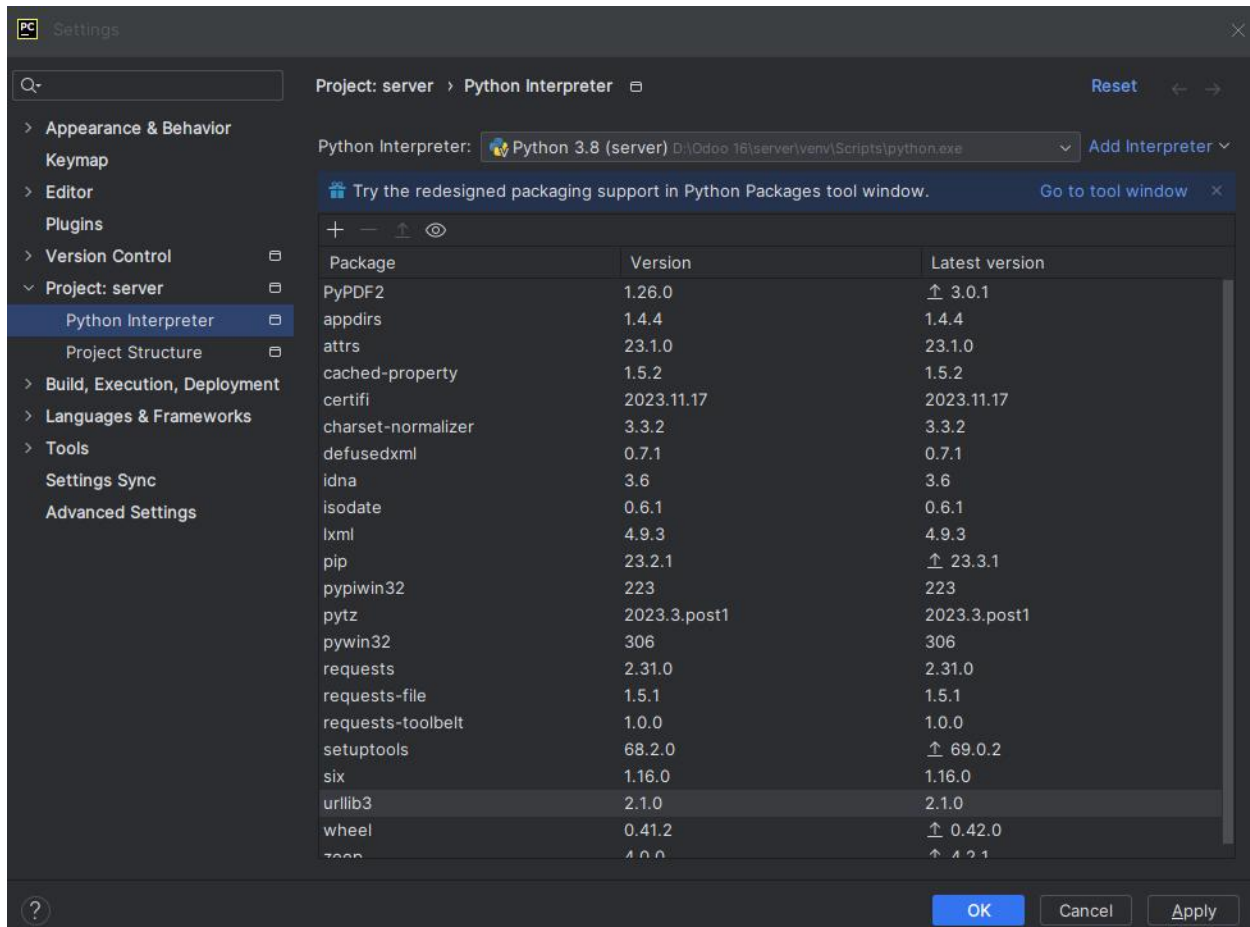 PC Settings
Project: server › Python Interpreter Reset
Appearance & Behavior
Keymap
Editor
Plugins
Version Control
Project: server
Python Interpreter
Project Structure
Build, Execution, Deployment
Languages & Frameworks
Tools
Settings Sync
Advanced Settings
Python Interpreter: Python 3.8 (server) D:\Odoo 16\server\venv\Scripts\python.exe Add Interpreter
Try the redesigned packaging support in Python Packages tool window. Go to tool window
Package Version Latest version
PyPDF2 1.26.0 3.0.1
appdirs 1.4.4 1.4.4
attrs 23.1.0 23.1.0
cached-property 1.5.2 1.5.2
certifi 2023.11.17 2023.11.17
charset-normalizer 3.3.2 3.3.2
defusedxml 0.7.1 0.7.1
idna 3.6 3.6
isodate 0.6.1 0.6.1
lxml 4.9.3 4.9.3
pip 23.2.1 23.3.1
pypiwin32 223 223
pytz 2023.3.post1 2023.3.post1
pywin32 306 306
requests 2.31.0 2.31.0
requests-file 1.5.1 1.5.1
requests-toolbelt 1.0.0 1.0.0
setuptools 68.2.0 69.0.2
six 1.16.0 1.16.0
urllib3 2.1.0 2.1.0
wheel 0.41.2 0.42.0
zeep 4.0.0 4.2.1
? OK Cancel Apply